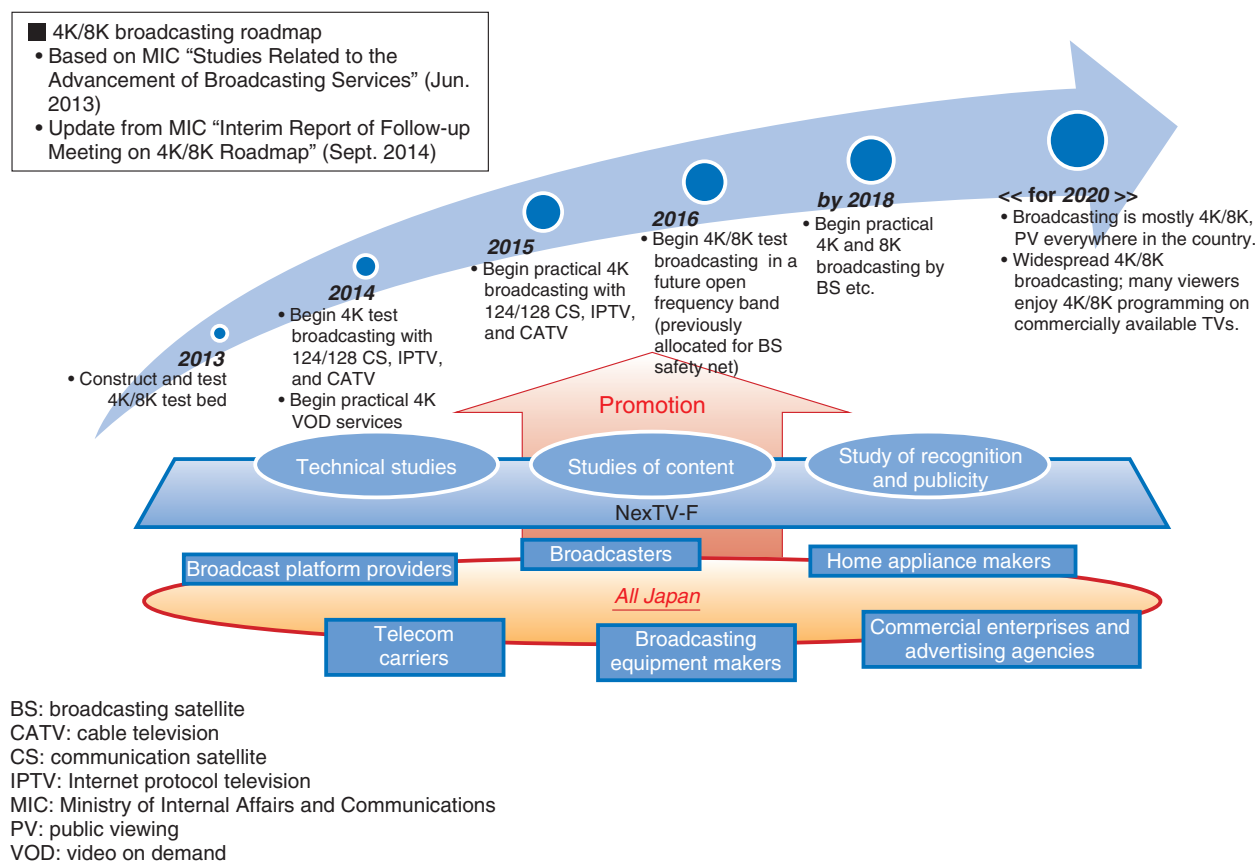 ■ 4K/8K broadcasting roadmap
• Based on MIC “Studies Related to the
Advancement of Broadcasting Services” (Jun.
2013)
• Update from MIC “Interim Report of Follow-up
Meeting on 4K/8K Roadmap” (Sept. 2014)
2013
• Construct and test
4K/8K test bed
2014
• Begin 4K test
broadcasting with
124/128 CS, IPTV,
and CATV
• Begin practical 4K
VOD services
2015
• Begin practical 4K
broadcasting with
124/128 CS, IPTV,
and CATV
2016
• Begin 4K/8K test
broadcasting in a
future open
frequency band
(previously
allocated for BS
safety net)
by 2018
• Begin practical
4K and 8K
broadcasting by
BS etc.
<< for 2020 >>
• Broadcasting is mostly 4K/8K,
PV everywhere in the country.
• Widespread 4K/8K
broadcasting; many viewers
enjoy 4K/8K programming on
commercially available TVs.
Promotion
Technical studies
Studies of content
Study of recognition
and publicity
NexTV-F
Broadcast platform providers
Broadcasters
Home appliance makers
All Japan
Telecom
carriers
Broadcasting
equipment makers
Commercial enterprises and
advertising agencies
BS: broadcasting satellite
CATV: cable television
CS: communication satellite
IPTV: Internet protocol television
MIC: Ministry of Internal Affairs and Communications
PV: public viewing
VOD: video on demand